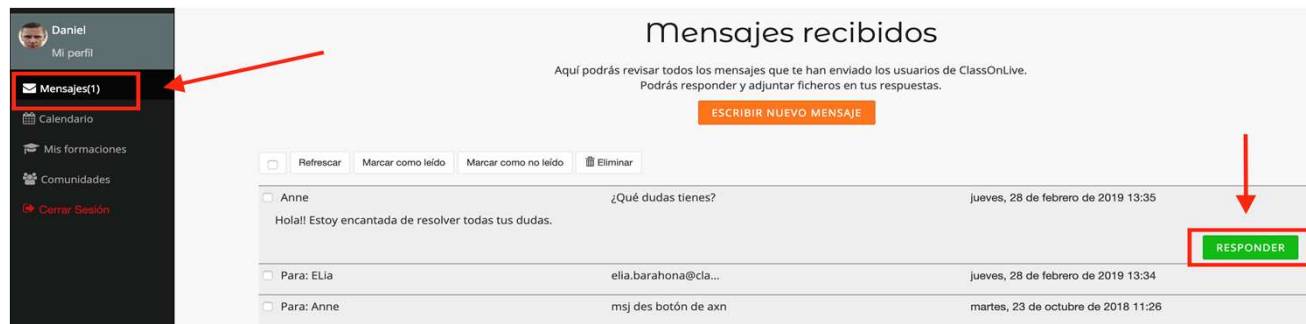 Daniel
Mi perfil
Mensajes(1)
Calendario
Mis formaciones
Comunidades
Cerrar Sesión
Mensajes recibidos
Aquí podrás revisar todos los mensajes que te han enviado los usuarios de ClassOnLive.
Podrás responder y adjuntar ficheros en tus respuestas.
ESCRIBIR NUEVO MENSAJE
Refrescar Marcar como leído Marcar como no leído Eliminar
Anne ¿Qué dudas tienes? jueves, 28 de febrero de 2019 13:35
Hola!! Estoy encantada de resolver todas tus dudas.
RESPONDER
Para: ELia elia.barahona@cla... jueves, 28 de febrero de 2019 13:34
Para: Anne msj des botón de axn martes, 23 de octubre de 2018 11:26